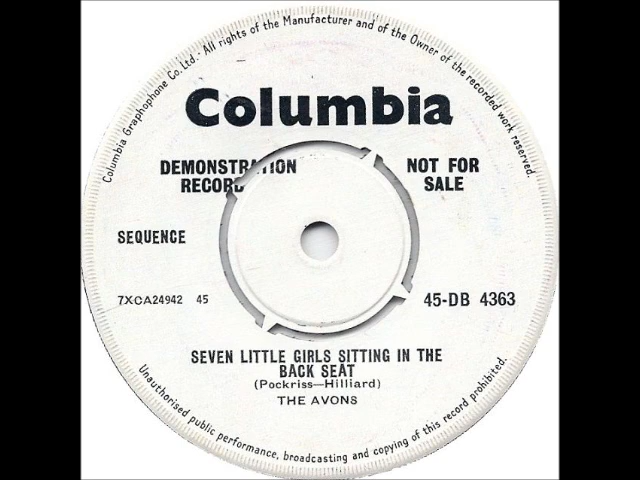 Columbia Graphophone Co. Ltd.- All rights of the Manufacturer and of the Owner of the recorded work reserved.
Columbia
DEMONSTRATION RECORD
NOT FOR SALE
SEQUENCE
7XCA24942 45
45-DB 4363
SEVEN LITTLE GIRLS SITTING IN THE
BACK SEAT
(Pockriss—Hilliard)
THE AVONS
Unauthorised public performance, broadcasting and copying of this record prohibited.